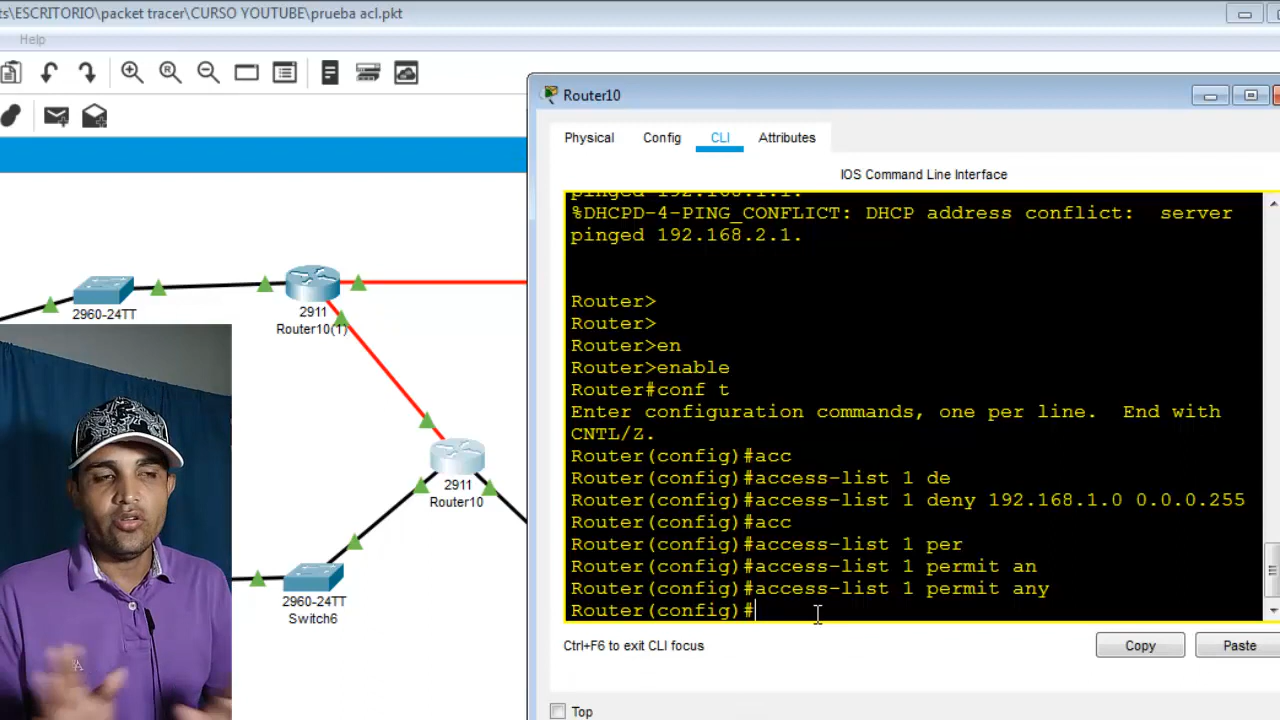 ts\ESCRITORIO\packet tracer\CURSO YOUTUBE\prueba acl.pkt
Help
Router10
Physical Config CLI Attributes
IOS Command Line Interface
pinged 192.168.1.1.
%DHCPD-4-PING_CONFLICT: DHCP address conflict: server
pinged 192.168.2.1.
Router>
Router>
Router>en
Router>enable
Router#conf t
Enter configuration commands, one per line. End with
CNTL/Z.
Router(config)#acc
Router(config)#access-list 1 de
Router(config)#access-list 1 deny 192.168.1.0 0.0.0.255
Router(config)#acc
Router(config)#access-list 1 per
Router(config)#access-list 1 permit an
Router(config)#access-list 1 permit any
Router(config)#
Ctrl+F6 to exit CLI focus
Copy
Paste
Top
2960-24TT
2911
Router10(1)
2911
Router10
2960-24TT
Switch6